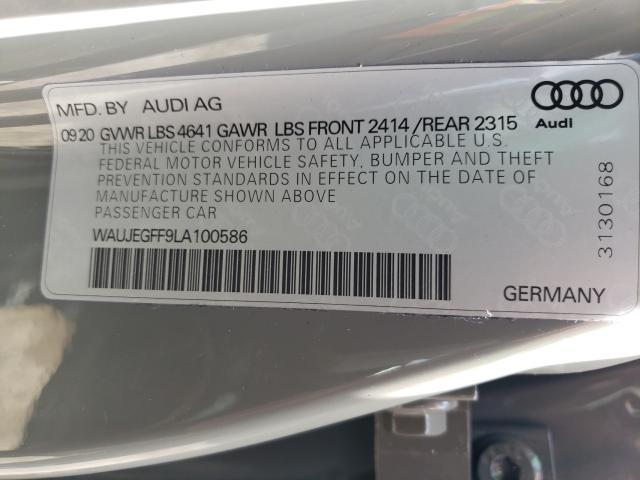 MFD. BY AUDI AG
09 20 GVWR LBS 4641 GAWR LBS FRONT 2414 /REAR 2315
Audi
THIS VEHICLE CONFORMS TO ALL APPLICABLE U.S.
FEDERAL MOTOR VEHICLE SAFETY, BUMPER AND THEFT
PREVENTION STANDARDS IN EFFECT ON THE DATE OF
MANUFACTURE SHOWN ABOVE
PASSENGER CAR
WAUJEGFF9LA100586
3130168
GERMANY